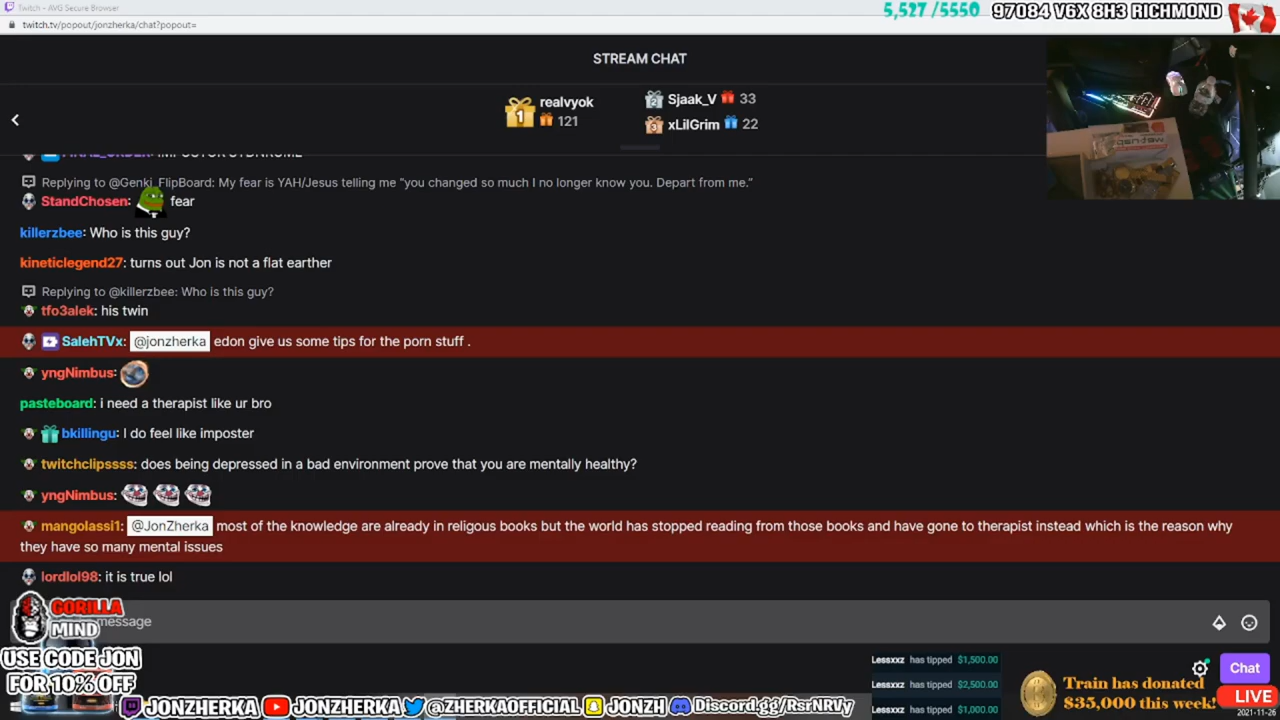 Twitch - AVG Secure Browser
twitch.tv/popout/jonzherka/chat?popout=
5,527 /5550 97084 V6X 8H3 RICHMOND
STREAM CHAT
realvyok
121
Sjaak_V 33
xLilGrim 22
Replying to @Genki_FlipBoard: My fear is YAH/Jesus telling me “you changed so much I no longer know you. Depart from me.”
StandChosen: fear
killerzbee: Who is this guy?
kineticlegend27: turns out Jon is not a flat earther
Replying to @killerzbee: Who is this guy?
tfo3alek: his twin
SalehTVx: @jonzherka edon give us some tips for the porn stuff .
yngNimbus:
pasteboard: i need a therapist like ur bro
bkillingu: I do feel like imposter
twitchclipssss: does being depressed in a bad environment prove that you are mentally healthy?
yngNimbus:
mangolassi1: @JonZherka most of the knowledge are already in religous books but the world has stopped reading from those books and have gone to therapist instead which is the reason why
they have so many mental issues
lordlol98: it is true lol
GORILLA
MIND
message
USE CODE JON
FOR 10% OFF
Lessxxz has tipped $1,500.00
Lessxxz has tipped $2,500.00
Lessxxz has tipped $1,000.00
Chat
Train has donated
$35,000 this week!
LIVE
2021-11-26
JONZHERKA JONZHERKA @ZHERKAOFFICIAL JONZH Discord.gg/RsrNRVy